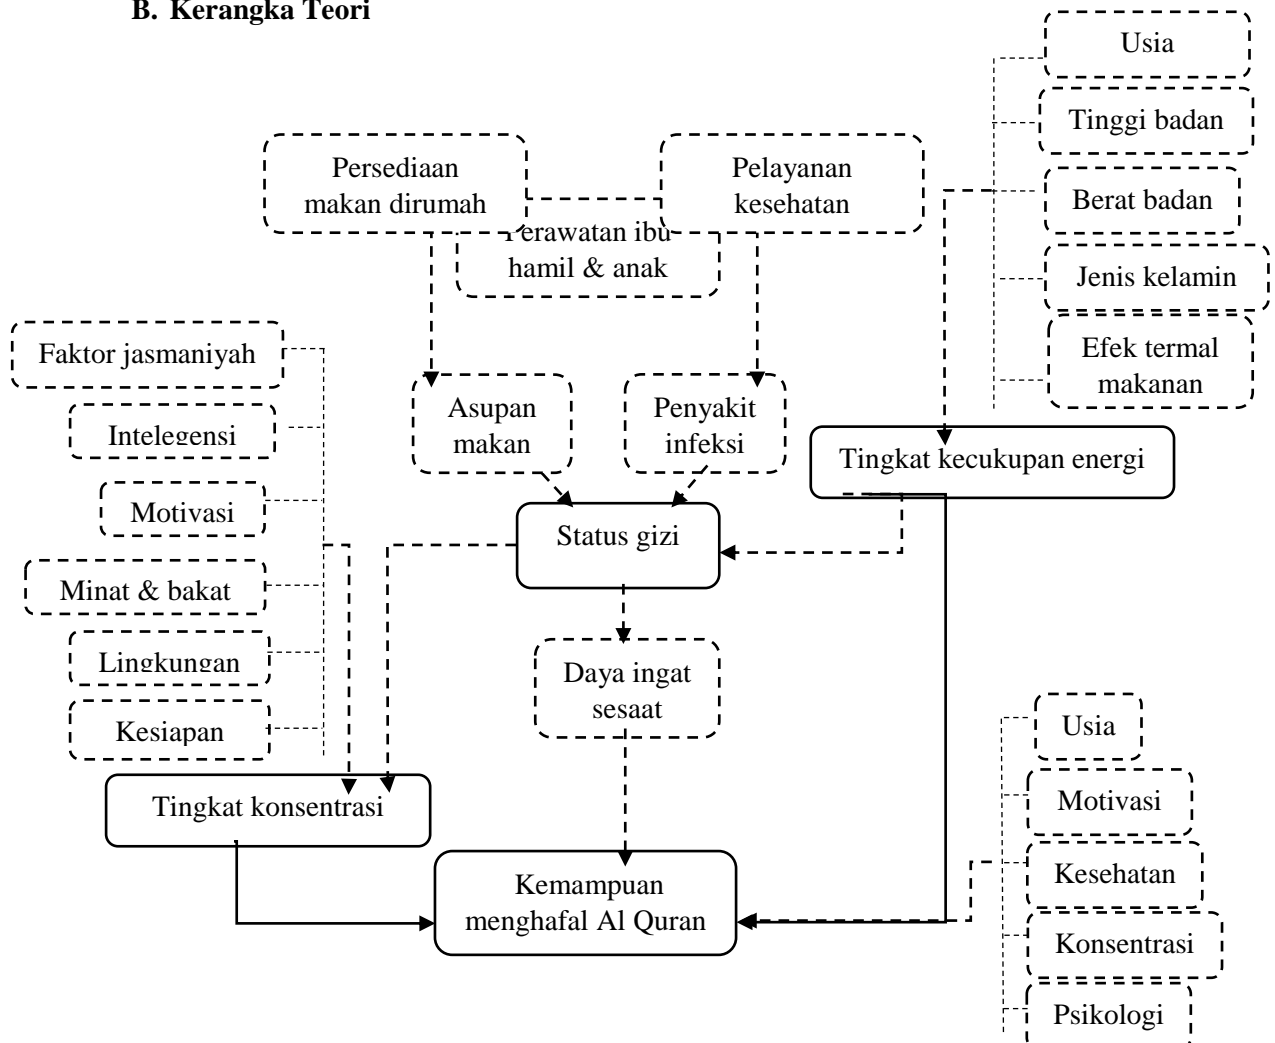 B. Kerangka Teori
Usia
Tinggi badan
Berat badan
Jenis kelamin
Efek termal
makanan
Persediaan
makan dirumah
Pelayanan
kesehatan
Perawatan ibu
hamil & anak
Faktor jasmaniyah
Intelegensi
Motivasi
Minat & bakat
Lingkungan
Kesiapan
Asupan
makan
Penyakit
infeksi
Tingkat kecukupan energi
Status gizi
Daya ingat
sesaat
Tingkat konsentrasi
Kemampuan
menghafal Al Quran
Usia
Motivasi
Kesehatan
Konsentrasi
Psikologi